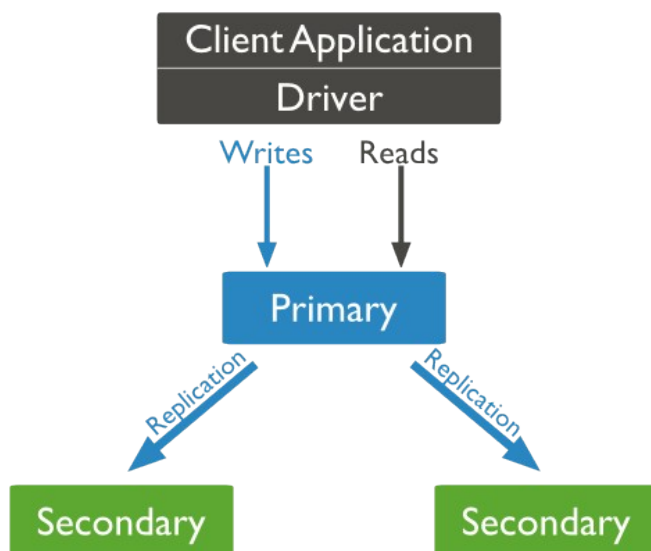 Client Application
Driver
Writes
Reads
Primary
Replication
Replication
Secondary
Secondary